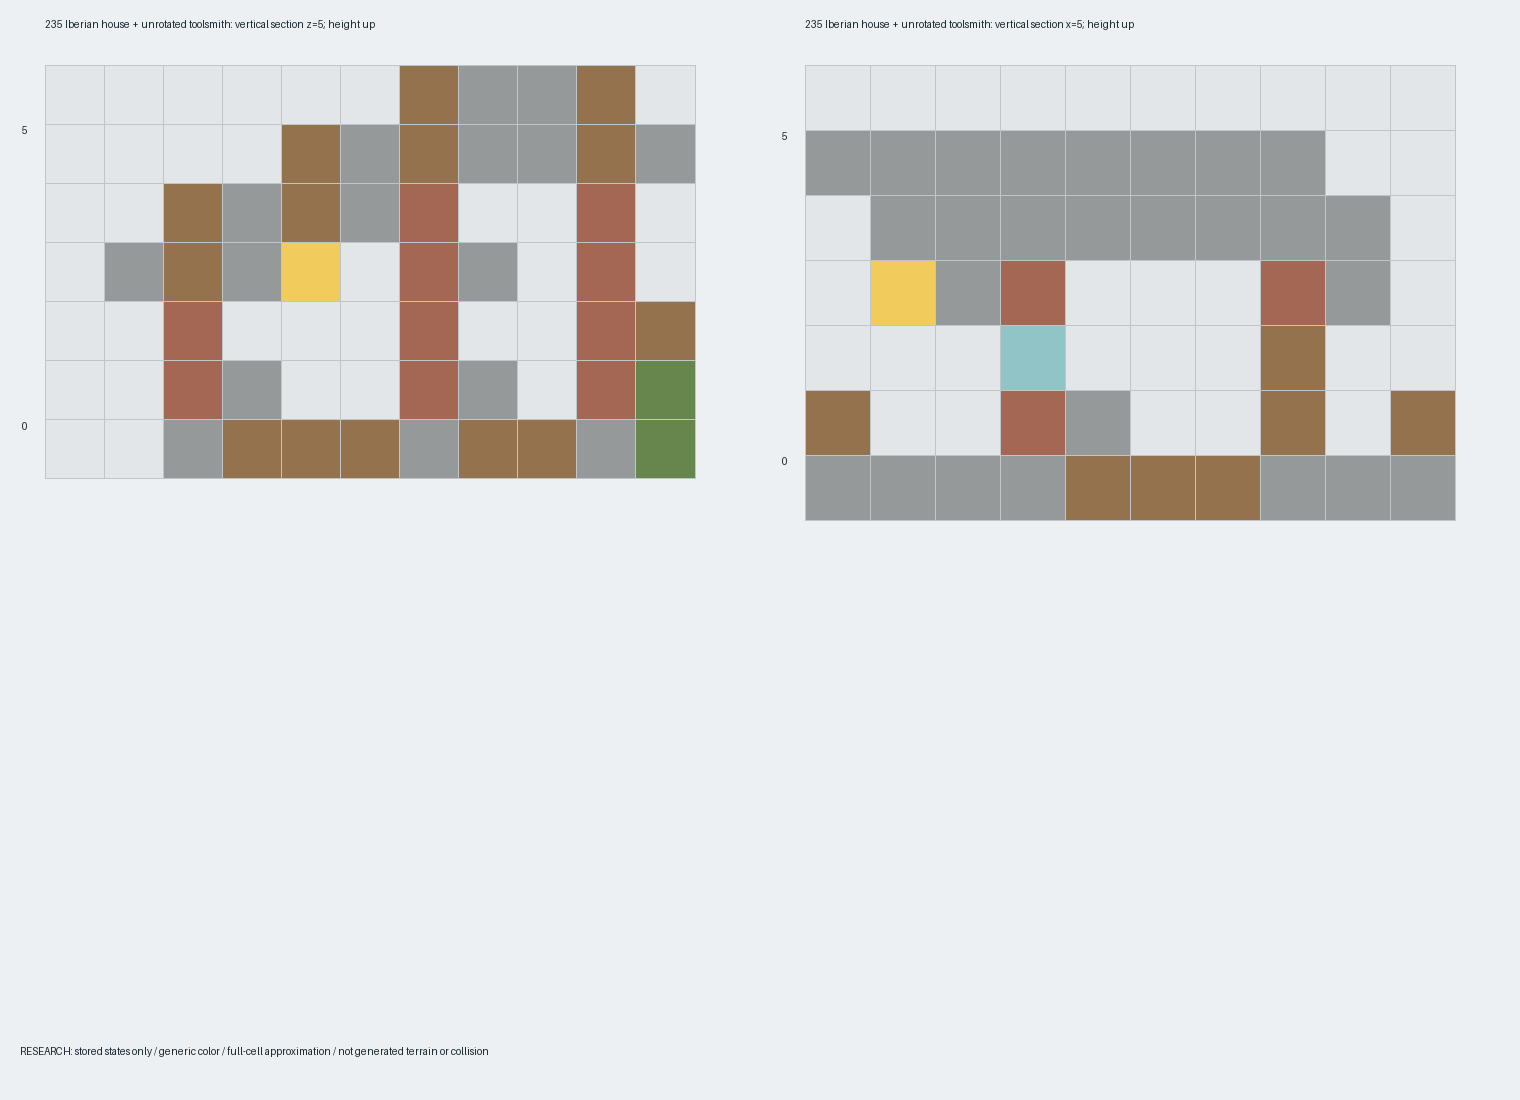 235 Iberian house + unrotated toolsmith: vertical section z=5; height up
235 Iberian house + unrotated toolsmith: vertical section x=5; height up
5
0
5
0
RESEARCH: stored states only / generic color / full-cell approximation / not generated terrain or collision